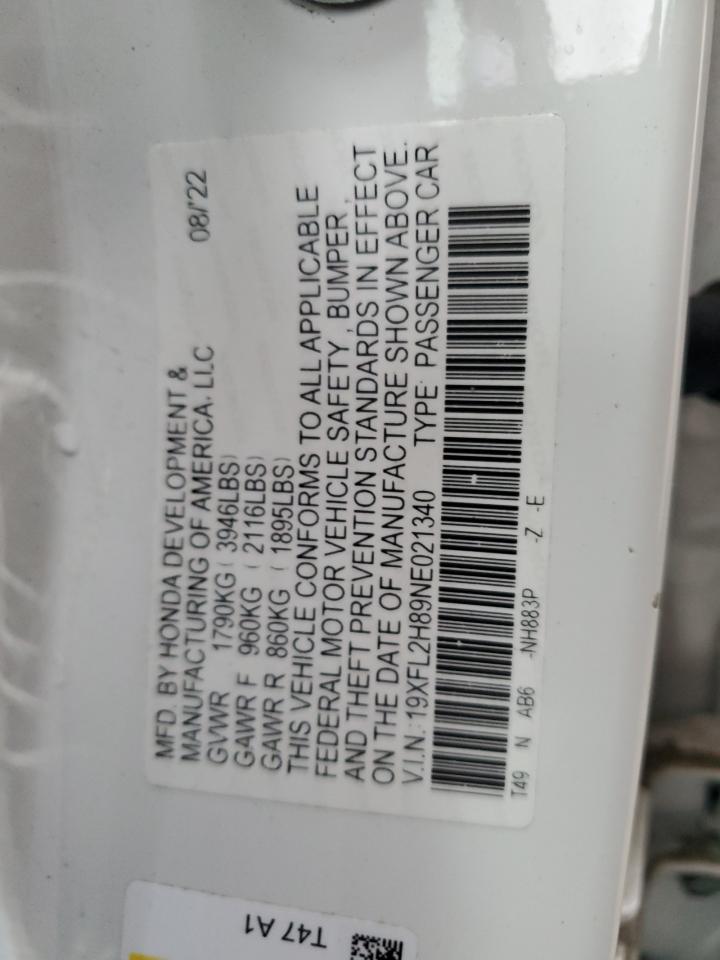 MFD. BY HONDA DEVELOPMENT &
MANUFACTURING OF AMERICA, LLC 08/'22
GVWR 1790KG ( 3946LBS)
GAWR F 960KG ( 2116LBS)
GAWR R 860KG ( 1895LBS)
THIS VEHICLE CONFORMS TO ALL APPLICABLE
FEDERAL MOTOR VEHICLE SAFETY, BUMPER,
AND THEFT PREVENTION STANDARDS IN EFFECT
ON THE DATE OF MANUFACTURE SHOWN ABOVE.
V.I.N.: 19XFL2H89NE021340 TYPE: PASSENGER CAR
T49 N AB6 -NH883P -Z -E
T47 A1